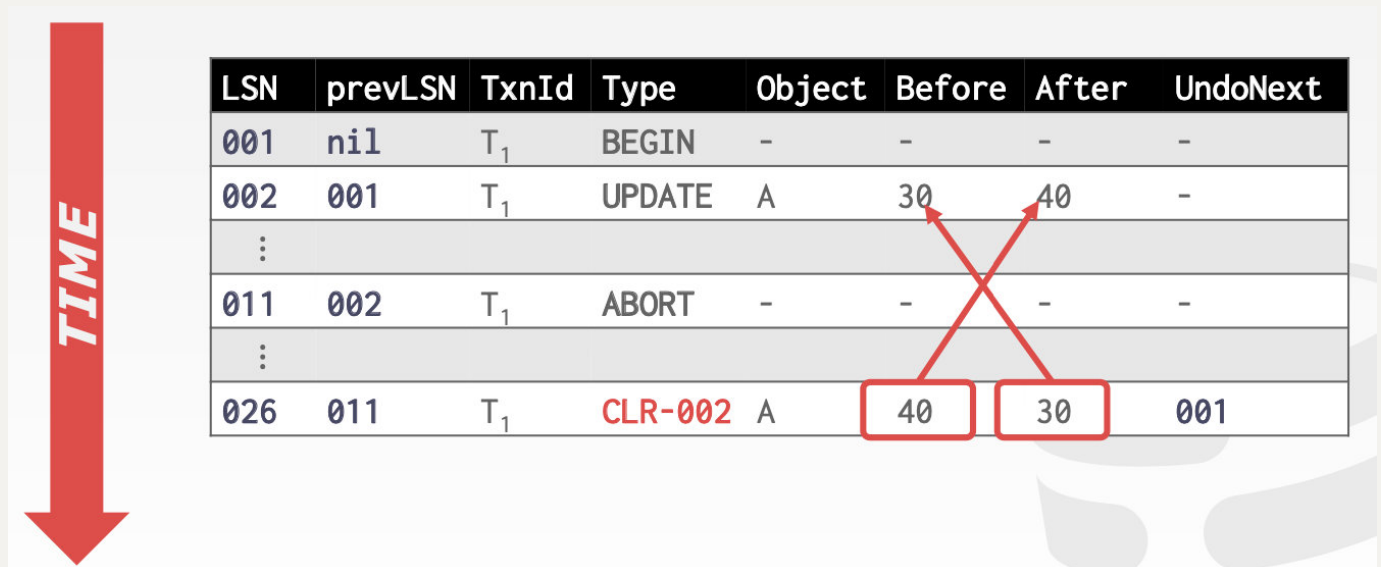 TIME
LSN prevLSN TxnId Type Object Before After UndoNext
001 nil T₁ BEGIN - - - -
002 001 T₁ UPDATE A 30 40 -
⋮
011 002 T₁ ABORT - - - -
⋮
026 011 T₁ CLR-002 A 40 30 001